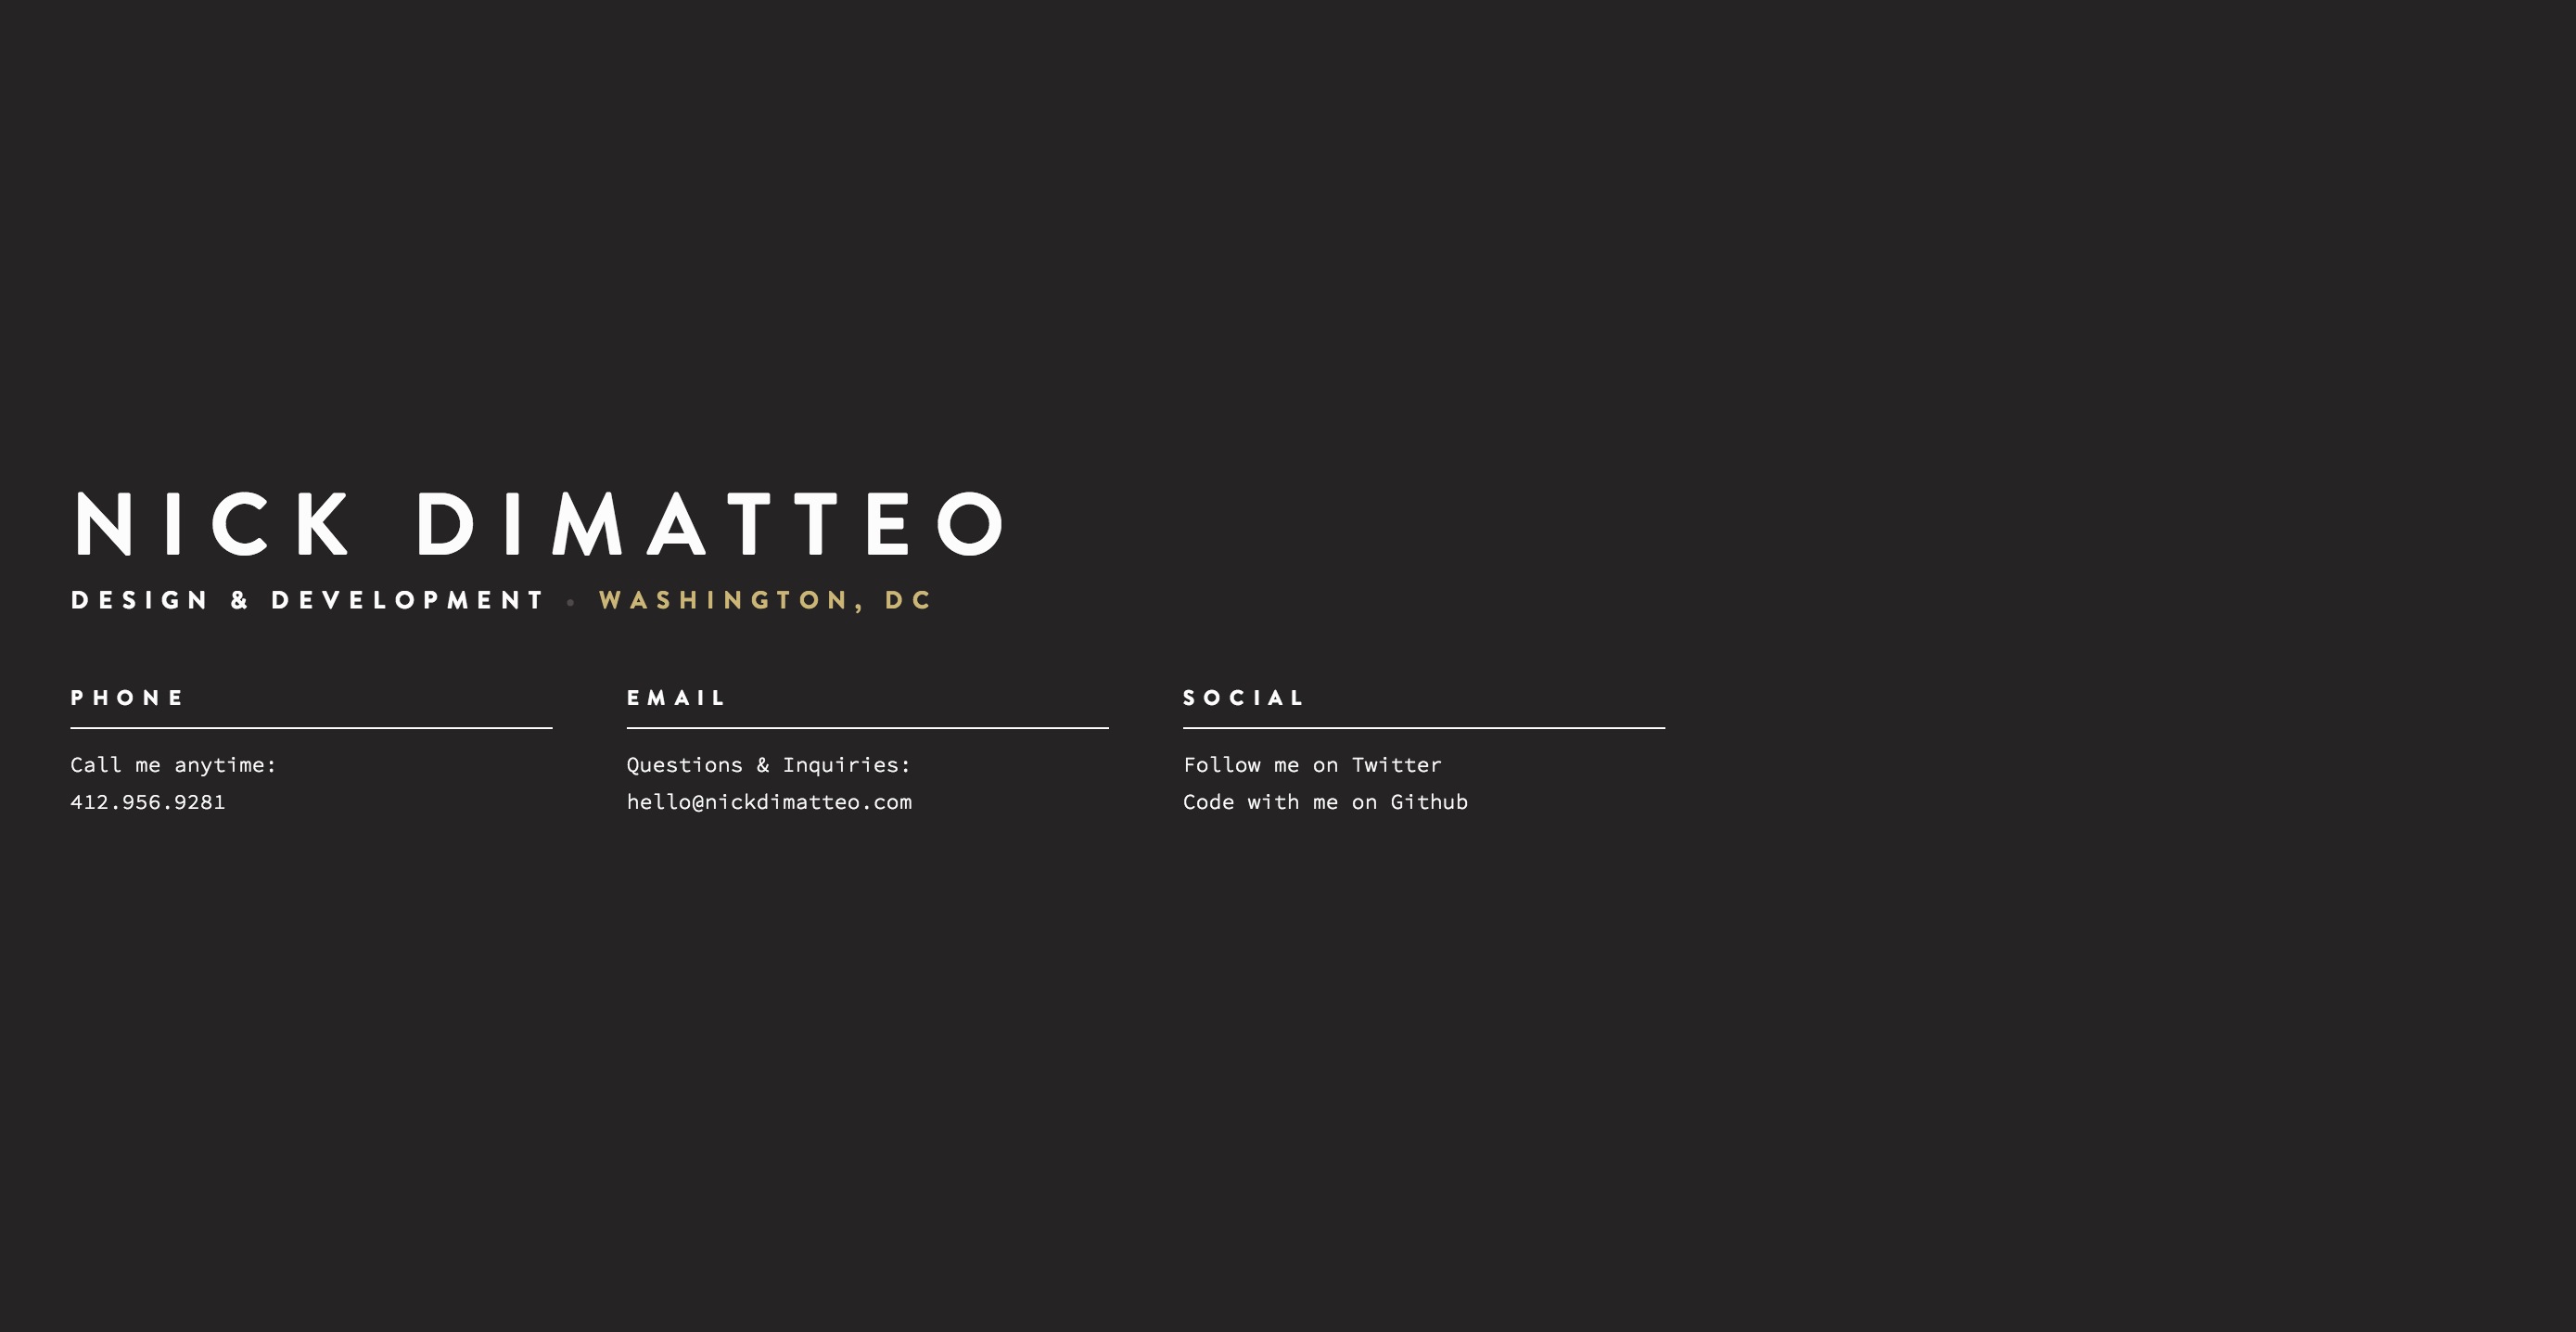 NICK DIMATTEO
DESIGN & DEVELOPMENT • WASHINGTON, DC
PHONE
Call me anytime:
412.956.9281
EMAIL
Questions & Inquiries:
hello@nickdimatteo.com
SOCIAL
Follow me on Twitter
Code with me on Github